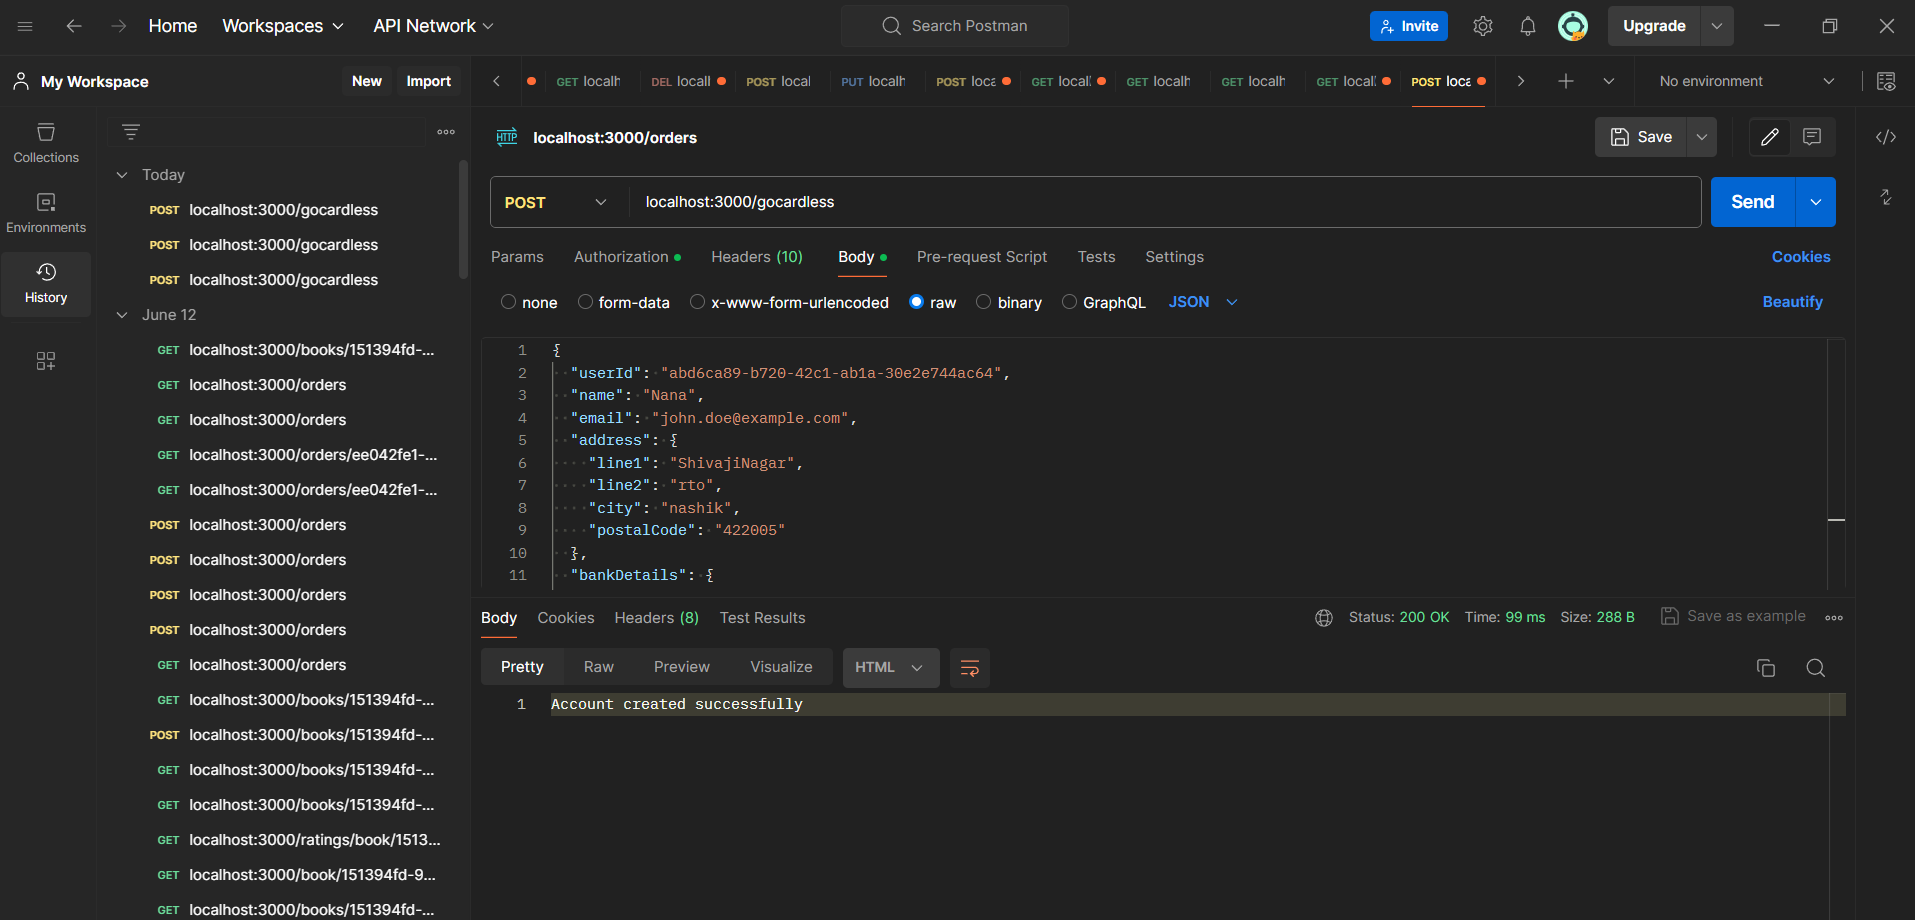 Home Workspaces API Network Search Postman Invite Upgrade
My Workspace New Import
GET localh DEL locall POST local PUT localh POST loca GET local GET localh GET localh GET local POST loca No environment
Collections
Environments
History
Today
POST localhost:3000/gocardless
POST localhost:3000/gocardless
POST localhost:3000/gocardless
June 12
GET localhost:3000/books/151394fd-...
GET localhost:3000/orders
GET localhost:3000/orders
GET localhost:3000/orders/ee042fe1-...
GET localhost:3000/orders/ee042fe1-...
POST localhost:3000/orders
POST localhost:3000/orders
POST localhost:3000/orders
POST localhost:3000/orders
GET localhost:3000/orders
GET localhost:3000/books/151394fd-...
POST localhost:3000/books/151394fd-...
GET localhost:3000/books/151394fd-...
GET localhost:3000/books/151394fd-...
GET localhost:3000/ratings/book/1513...
GET localhost:3000/book/151394fd-9...
GET localhost:3000/books/151394fd-...
HTTP localhost:3000/orders Save
POST localhost:3000/gocardless Send
Params Authorization Headers (10) Body Pre-request Script Tests Settings Cookies
none form-data x-www-form-urlencoded raw binary GraphQL JSON Beautify
1 {
2 "userId": "abd6ca89-b720-42c1-ab1a-30e2e744ac64",
3 "name": "Nana",
4 "email": "john.doe@example.com",
5 "address": {
6 "line1": "ShivajiNagar",
7 "line2": "rto",
8 "city": "nashik",
9 "postalCode": "422005"
10 },
11 "bankDetails": {
Body Cookies Headers (8) Test Results Status: 200 OK Time: 99 ms Size: 288 B Save as example
Pretty Raw Preview Visualize HTML
1 Account created successfully